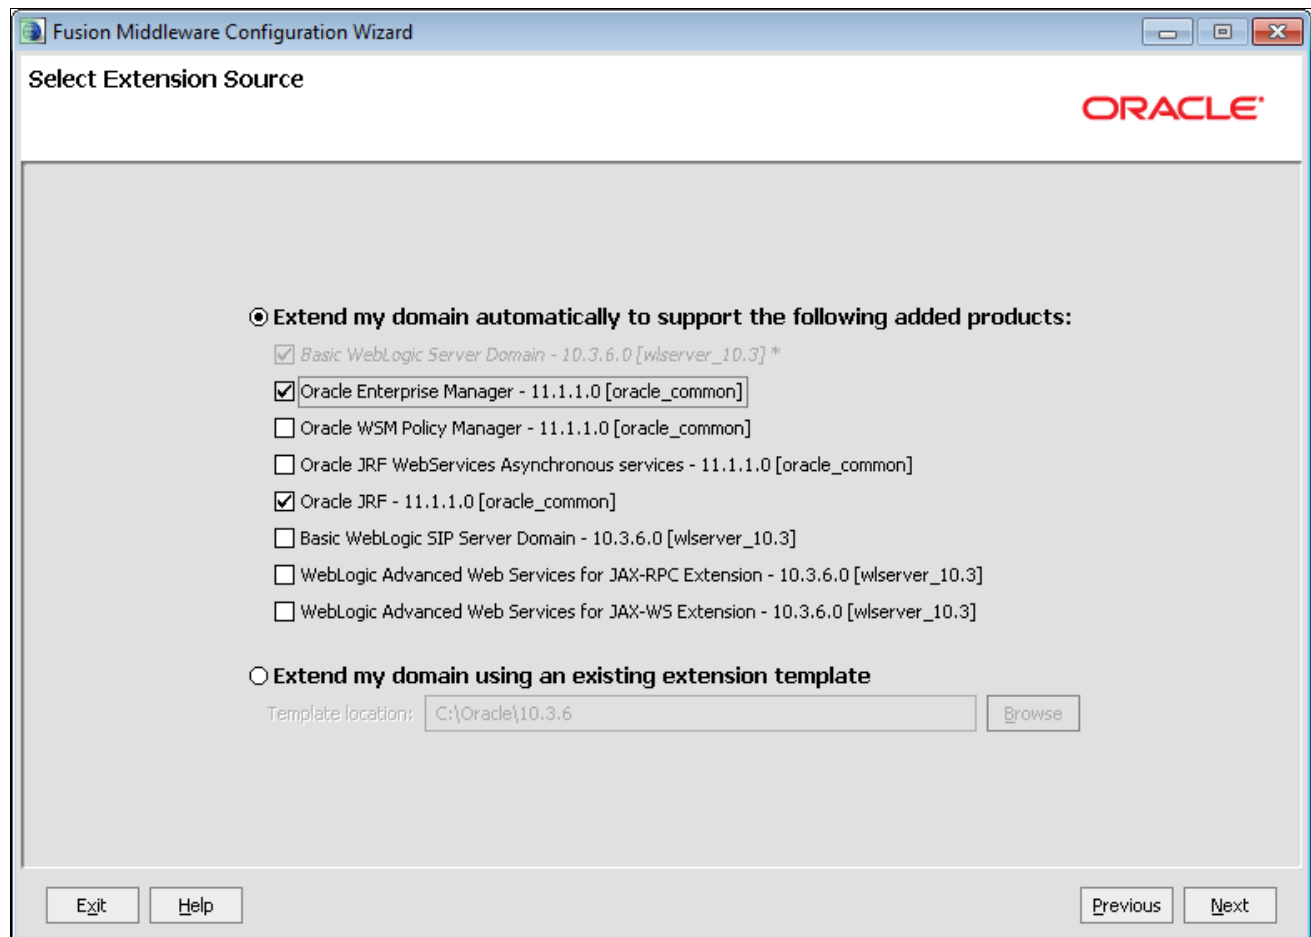 Fusion Middleware Configuration Wizard
Select Extension Source
ORACLE
Extend my domain automatically to support the following added products:
Basic WebLogic Server Domain - 10.3.6.0 [wlserver_10.3] *
Oracle Enterprise Manager - 11.1.1.0 [oracle_common]
Oracle WSM Policy Manager - 11.1.1.0 [oracle_common]
Oracle JRF WebServices Asynchronous services - 11.1.1.0 [oracle_common]
Oracle JRF - 11.1.1.0 [oracle_common]
Basic WebLogic SIP Server Domain - 10.3.6.0 [wlserver_10.3]
WebLogic Advanced Web Services for JAX-RPC Extension - 10.3.6.0 [wlserver_10.3]
WebLogic Advanced Web Services for JAX-WS Extension - 10.3.6.0 [wlserver_10.3]
Extend my domain using an existing extension template
Template location: C:\Oracle\10.3.6 Browse
Exit Help Previous Next